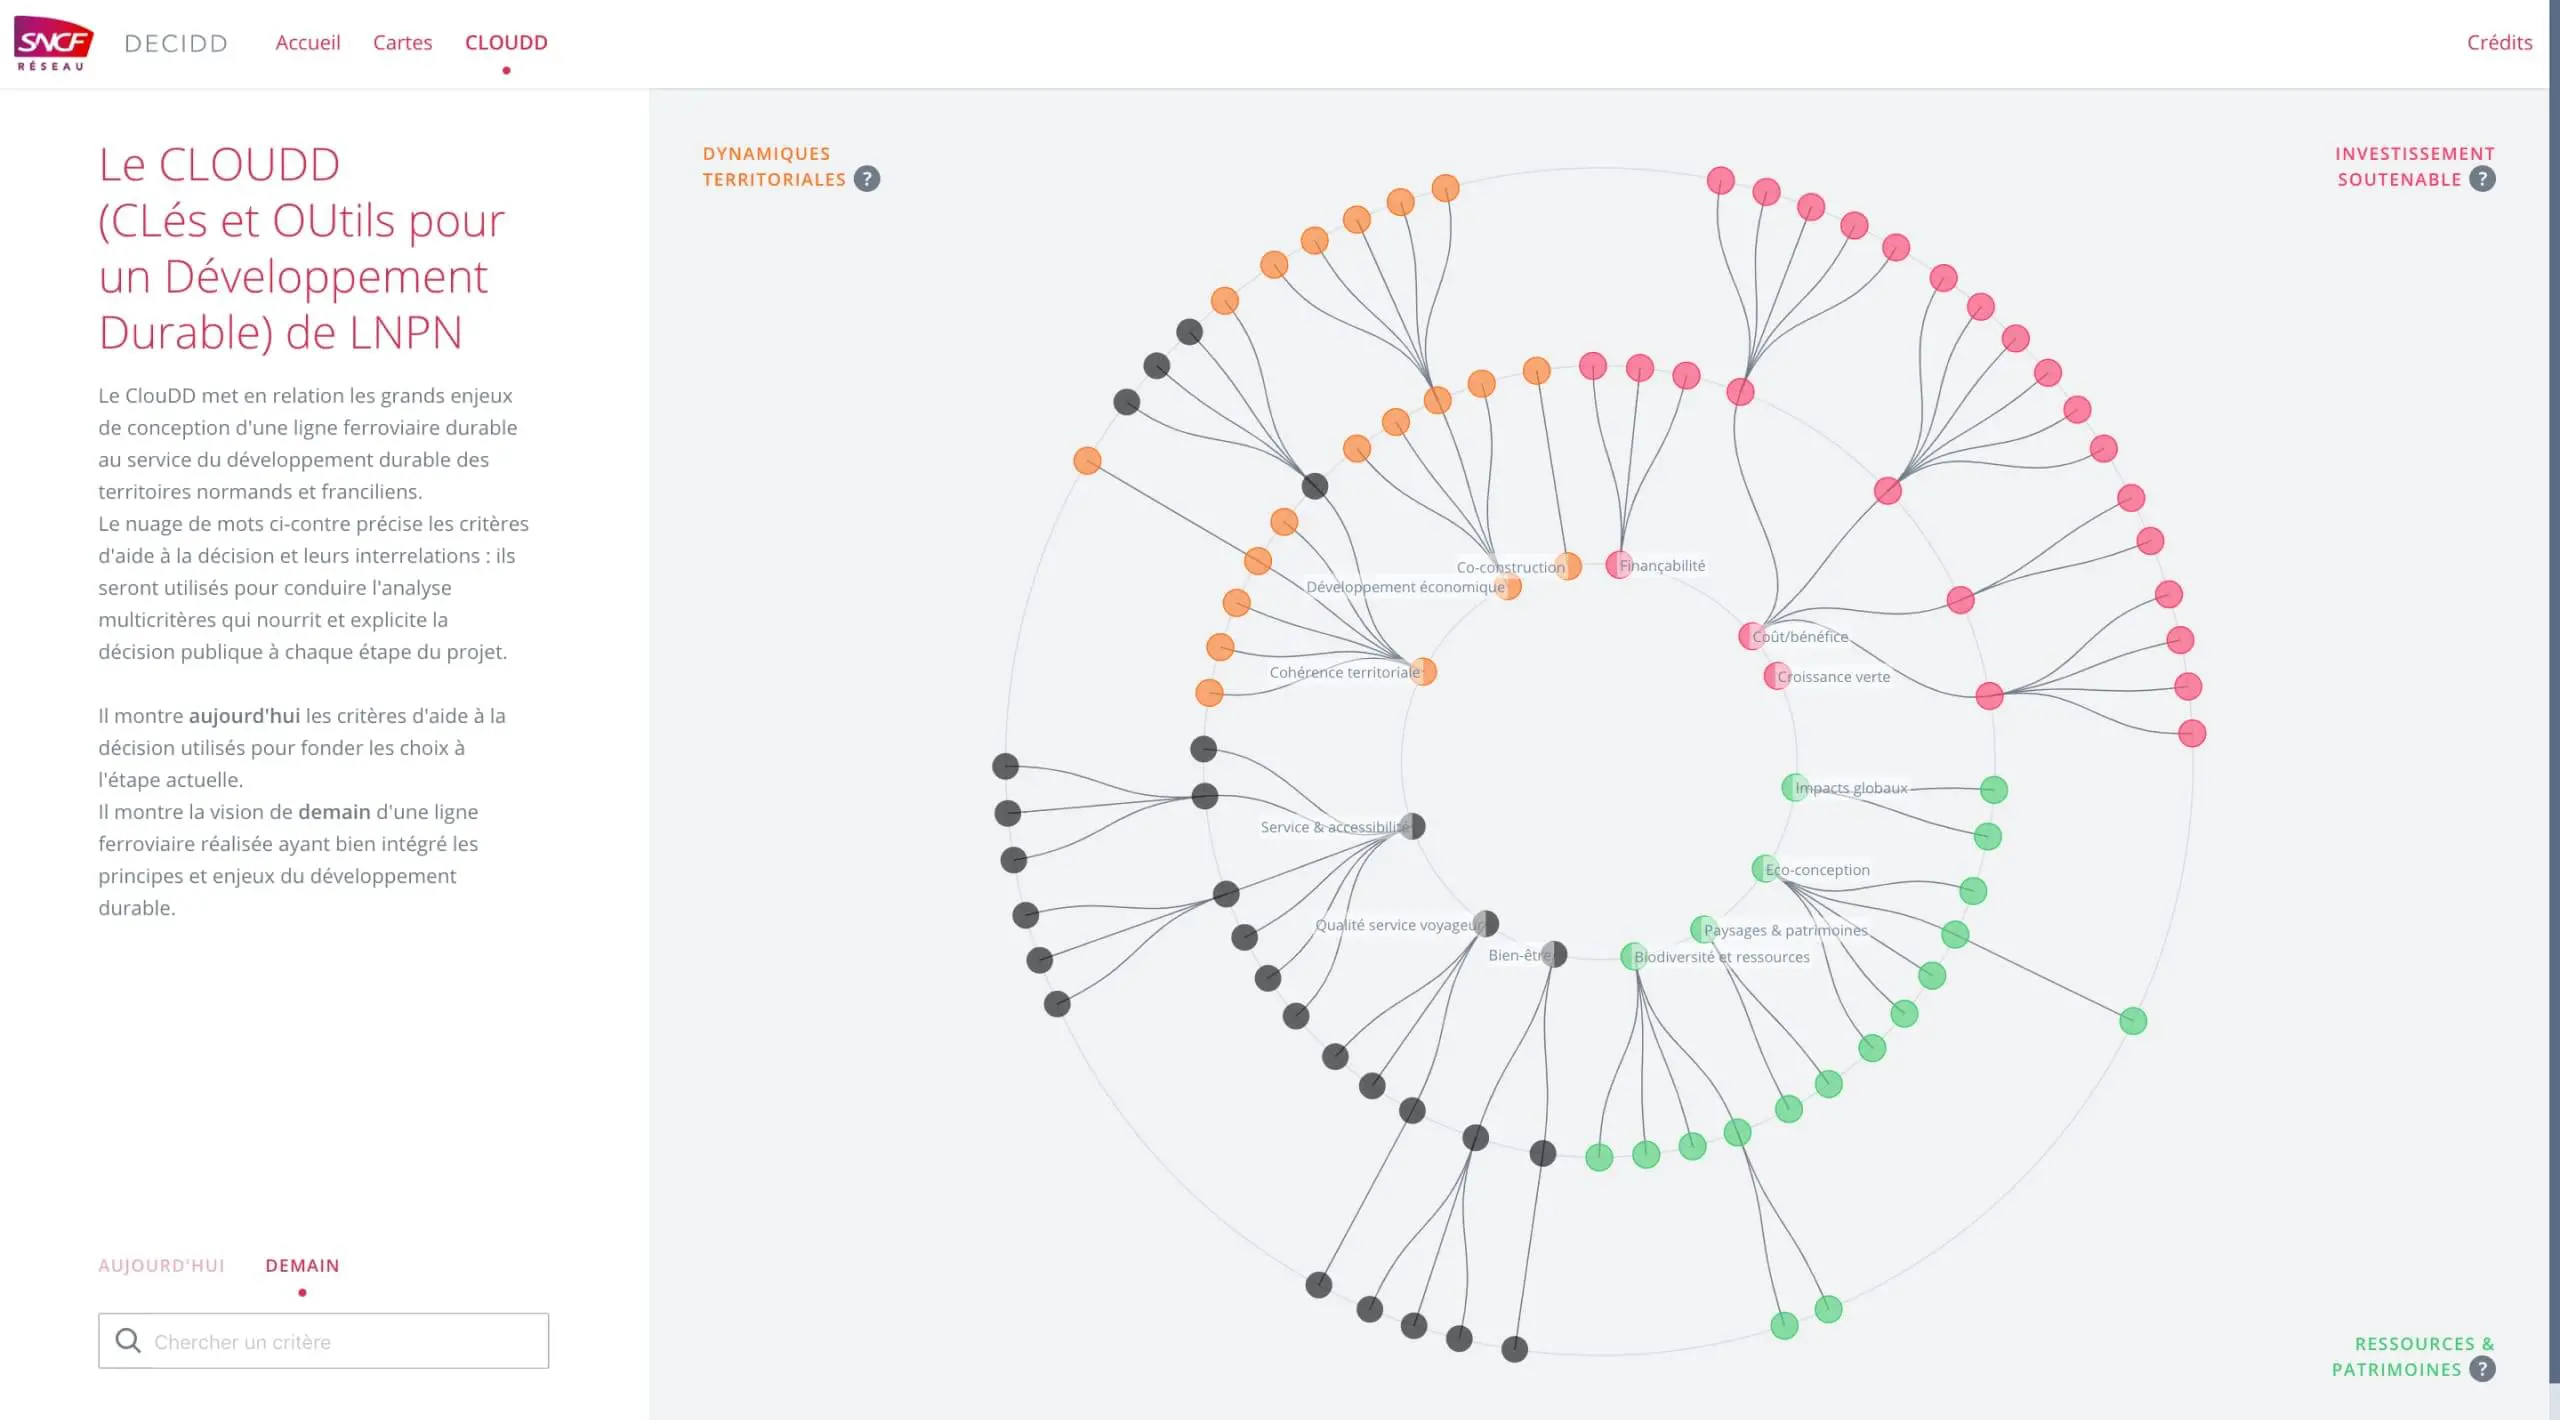 SNCF
RÉSEAU
DECIDD
Accueil
Cartes
CLOUDD
Crédits
Le CLOUDD
(CLés et OUtils pour
un Développement
Durable) de LNPN
Le ClouDD met en relation les grands enjeux
de conception d'une ligne ferroviaire durable
au service du développement durable des
territoires normands et franciliens.
Le nuage de mots ci-contre précise les critères
d'aide à la décision et leurs interrelations : ils
seront utilisés pour conduire l'analyse
multicritères qui nourrit et explicite la
décision publique à chaque étape du projet.
Il montre aujourd'hui les critères d'aide à la
décision utilisés pour fonder les choix à
l'étape actuelle.
Il montre la vision de demain d'une ligne
ferroviaire réalisée ayant bien intégré les
principes et enjeux du développement
durable.
AUJOURD'HUI
DEMAIN
Chercher un critère
DYNAMIQUES
TERRITORIALES ?
INVESTISSEMENT
SOUTENABLE ?
Co-construction
Finançabilité
Développement économique
Coût/bénéfice
Cohérence territoriale
Croissance verte
Impacts globaux
Service & accessibilité
Eco-conception
Qualité service voyageur
Paysages & patrimoines
Bien-être
Biodiversité et ressources
RESSOURCES &
PATRIMOINES ?